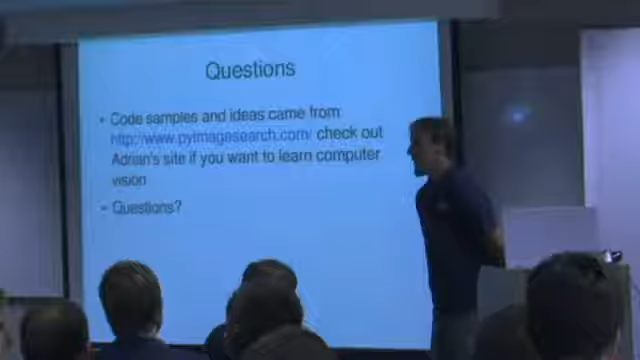 Questions
• Code samples and ideas came from
http://www.pyimagesearch.com/ check out
Adrian's site if you want to learn computer
vision
• Questions?